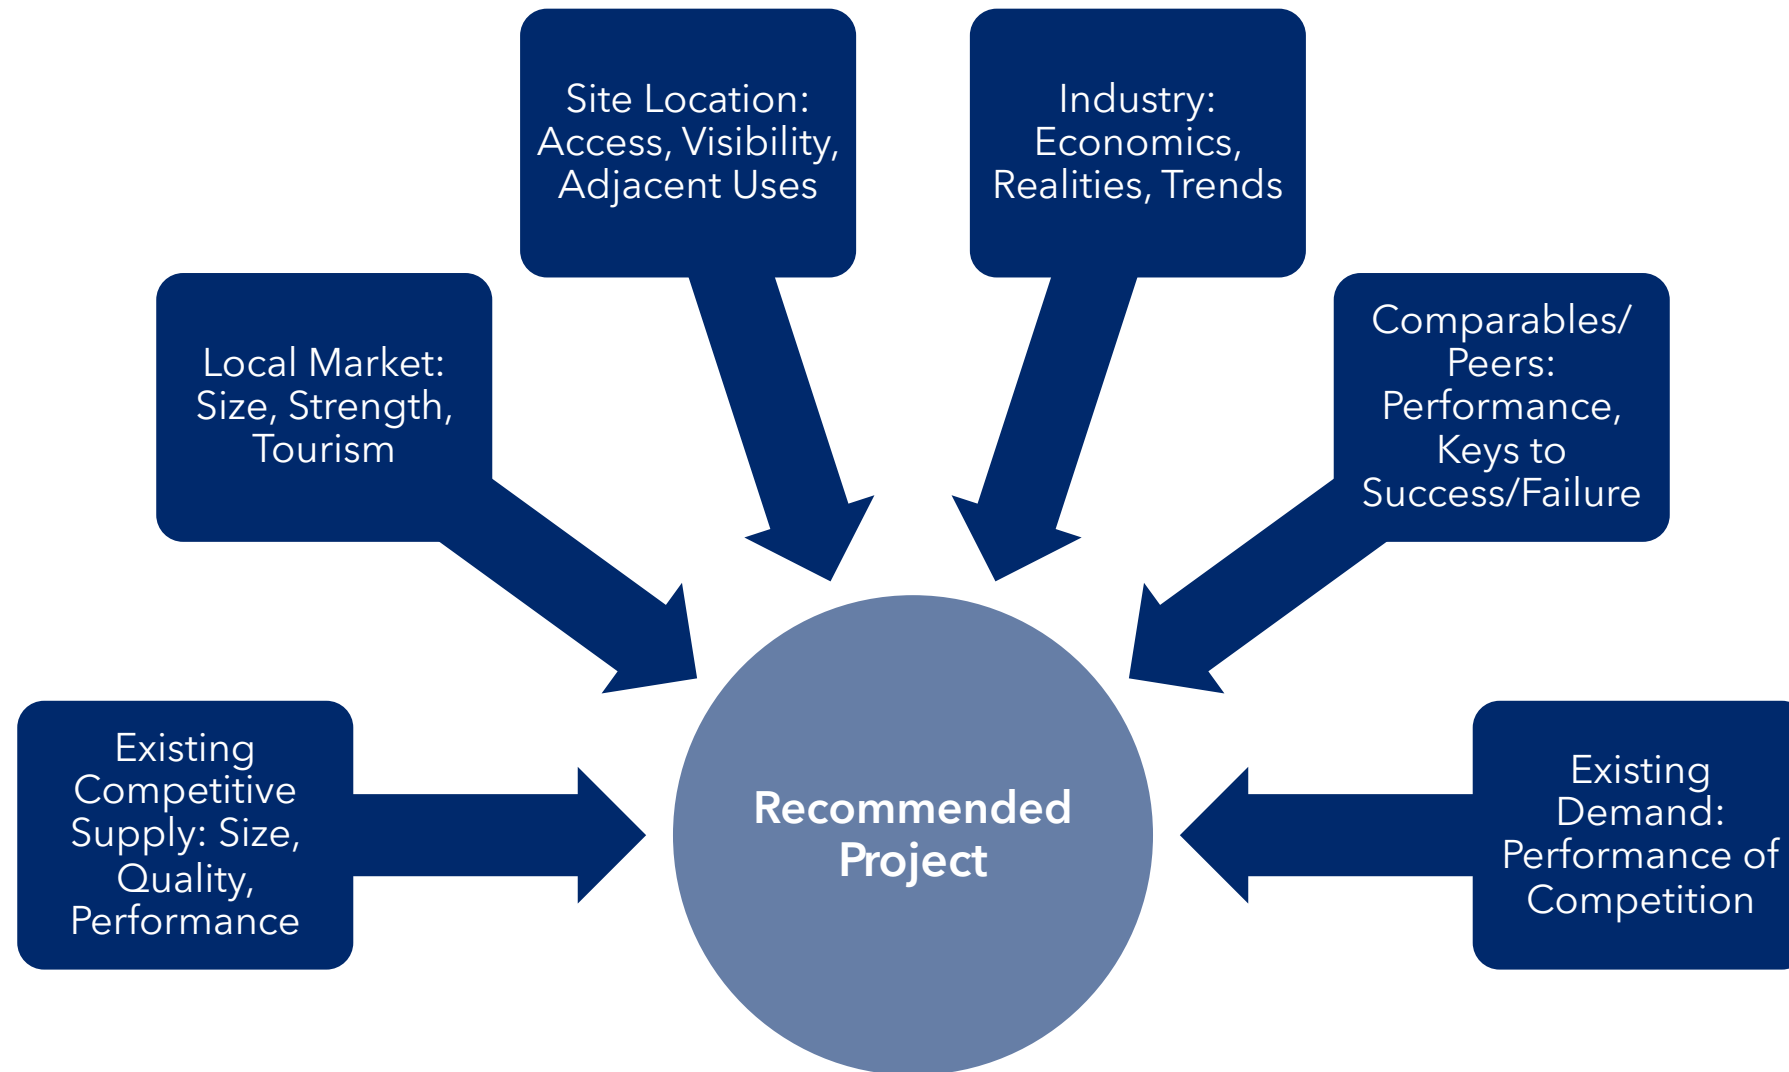 Site Location:
Access, Visibility,
Adjacent Uses
Industry:
Economics,
Realities, Trends
Local Market:
Size, Strength,
Tourism
Comparables/
Peers:
Performance,
Keys to
Success/Failure
Existing
Competitive
Supply: Size,
Quality,
Performance
Recommended
Project
Existing
Demand:
Performance of
Competition